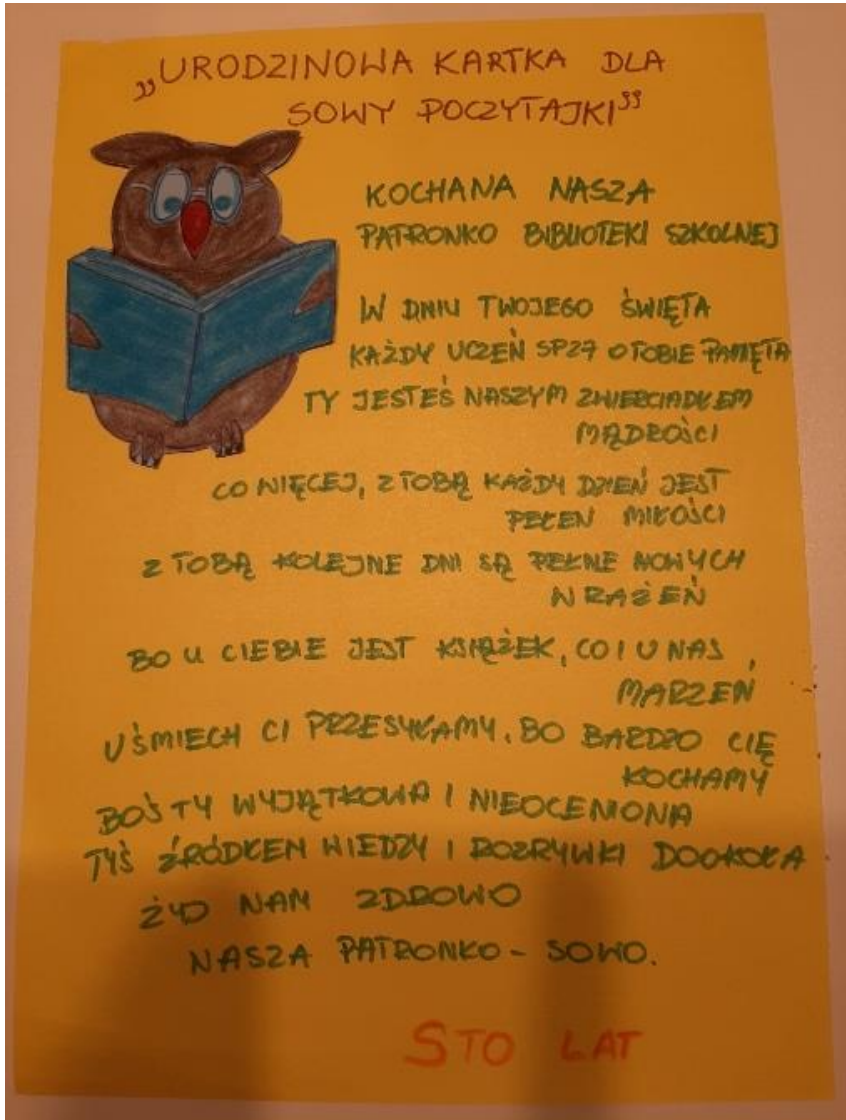 „URODZINOWA KARTKA DLA
SOWY POCZYTAJKI”
KOCHANA NASZA
PATRONKO BIBLIOTEKI SZKOLNEJ
W DNIU TWOJEGO ŚWIĘTA
KAŻDY UCZEŃ SP27 O TOBIE PAMIĘTA
TY JESTEŚ NASZYM ZWIERCIADŁEM
MĄDROŚCI
CO WIĘCEJ, Z TOBĄ KAŻDY DZIEŃ JEST
PEŁEN MIŁOŚCI
Z TOBĄ KOLEJNE DNI SĄ PEŁNE NOWYCH
WRAŻEŃ
BO U CIEBIE JEST KSIĄŻEK, CO I U NAS,
MARZEŃ
UŚMIECH CI PRZESYŁAMY, BO BARDZO CIĘ
KOCHAMY
BOŚ TY WYJĄTKOWA I NIEOCENIONA
TYŚ ŹRÓDŁEM WIEDZY I ROZRYWKI DOOKOŁA
ŻYJ NAM ZDROWO
NASZA PATRONKO - SOWO.
STO LAT